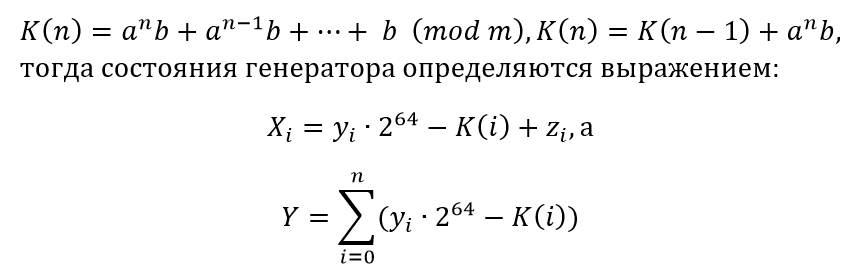 K(n) = aⁿb + aⁿ⁻¹b + ⋯ + b (mod m), K(n) = K(n − 1) + aⁿb,
тогда состояния генератора определяются выражением:
Xᵢ = yᵢ · 2⁶⁴ − K(i) + zᵢ, а
Y = ∑ᵢ₌₀ⁿ (yᵢ · 2⁶⁴ − K(i))